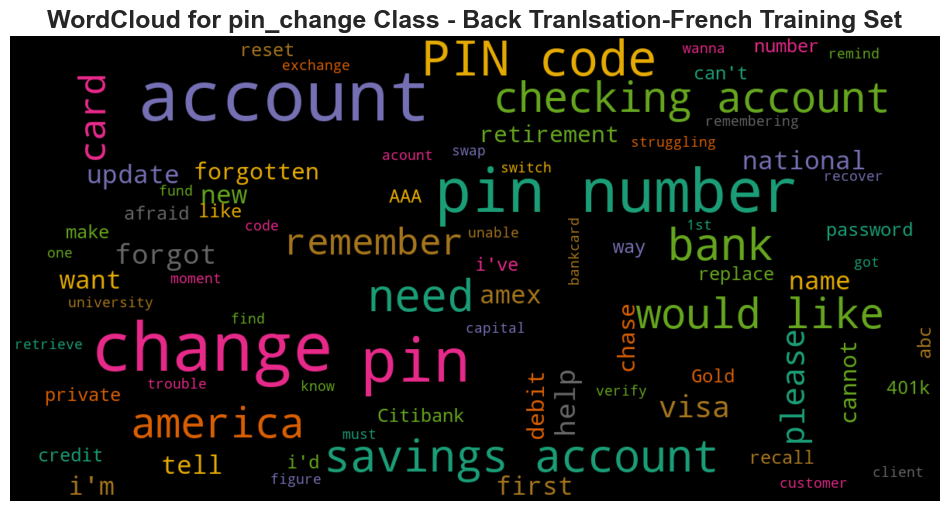 WordCloud for pin_change Class - Back Tranlsation-French Training Set
reset
exchange
PIN code
wanna
number
remind
can't
card
account
checking account
remembering
retirement
struggling
acount
swap
national
update
forgotten
switch
recover
fund
new
AAA
pin number
afraid
like
make
code
1st
password
one
forgot
remember
unable
bankcard
way
bank
got
i've
want
moment
replace
name
need
amex
university
find
capital
would like
chase
abc
retrieve
change pin
trouble
know
private
Gold
verify
please
cannot
401k
america
Citibank
debit
help
visa
must
credit
tell
i'd
savings account
recall
client
i'm
figure
first
customer